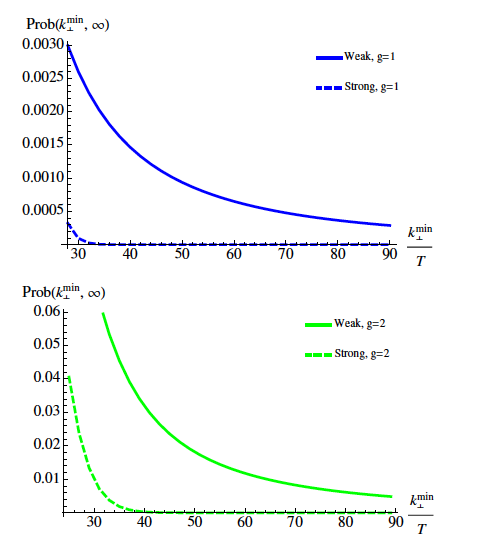 Prob(k⊥^min, ∞)
0.0030
0.0025
0.0020
0.0015
0.0010
0.0005
Weak, g=1
Strong, g=1
30 40 50 60 70 80 90
k⊥^min
T
Prob(k⊥^min, ∞)
0.06
0.05
0.04
0.03
0.02
0.01
Weak, g=2
Strong, g=2
30 40 50 60 70 80 90
k⊥^min
T